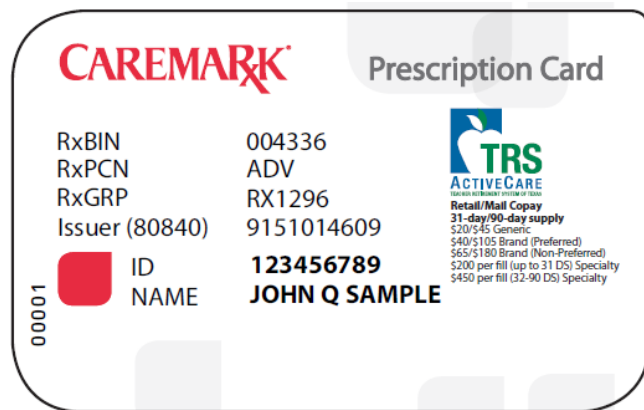 CAREMARK
Prescription Card
RxBIN 004336
RxPCN ADV
RxGRP RX1296
Issuer (80840) 9151014609
ID 123456789
NAME JOHN Q SAMPLE
00001
TRS
ACTIVECARE
TEACHER RETIREMENT SYSTEM OF TEXAS
Retail/Mail Copay
31-day/90-day supply
$20/$45 Generic
$40/$105 Brand (Preferred)
$65/$180 Brand (Non-Preferred)
$200 per fill (up to 31 DS) Specialty
$450 per fill (32-90 DS) Specialty